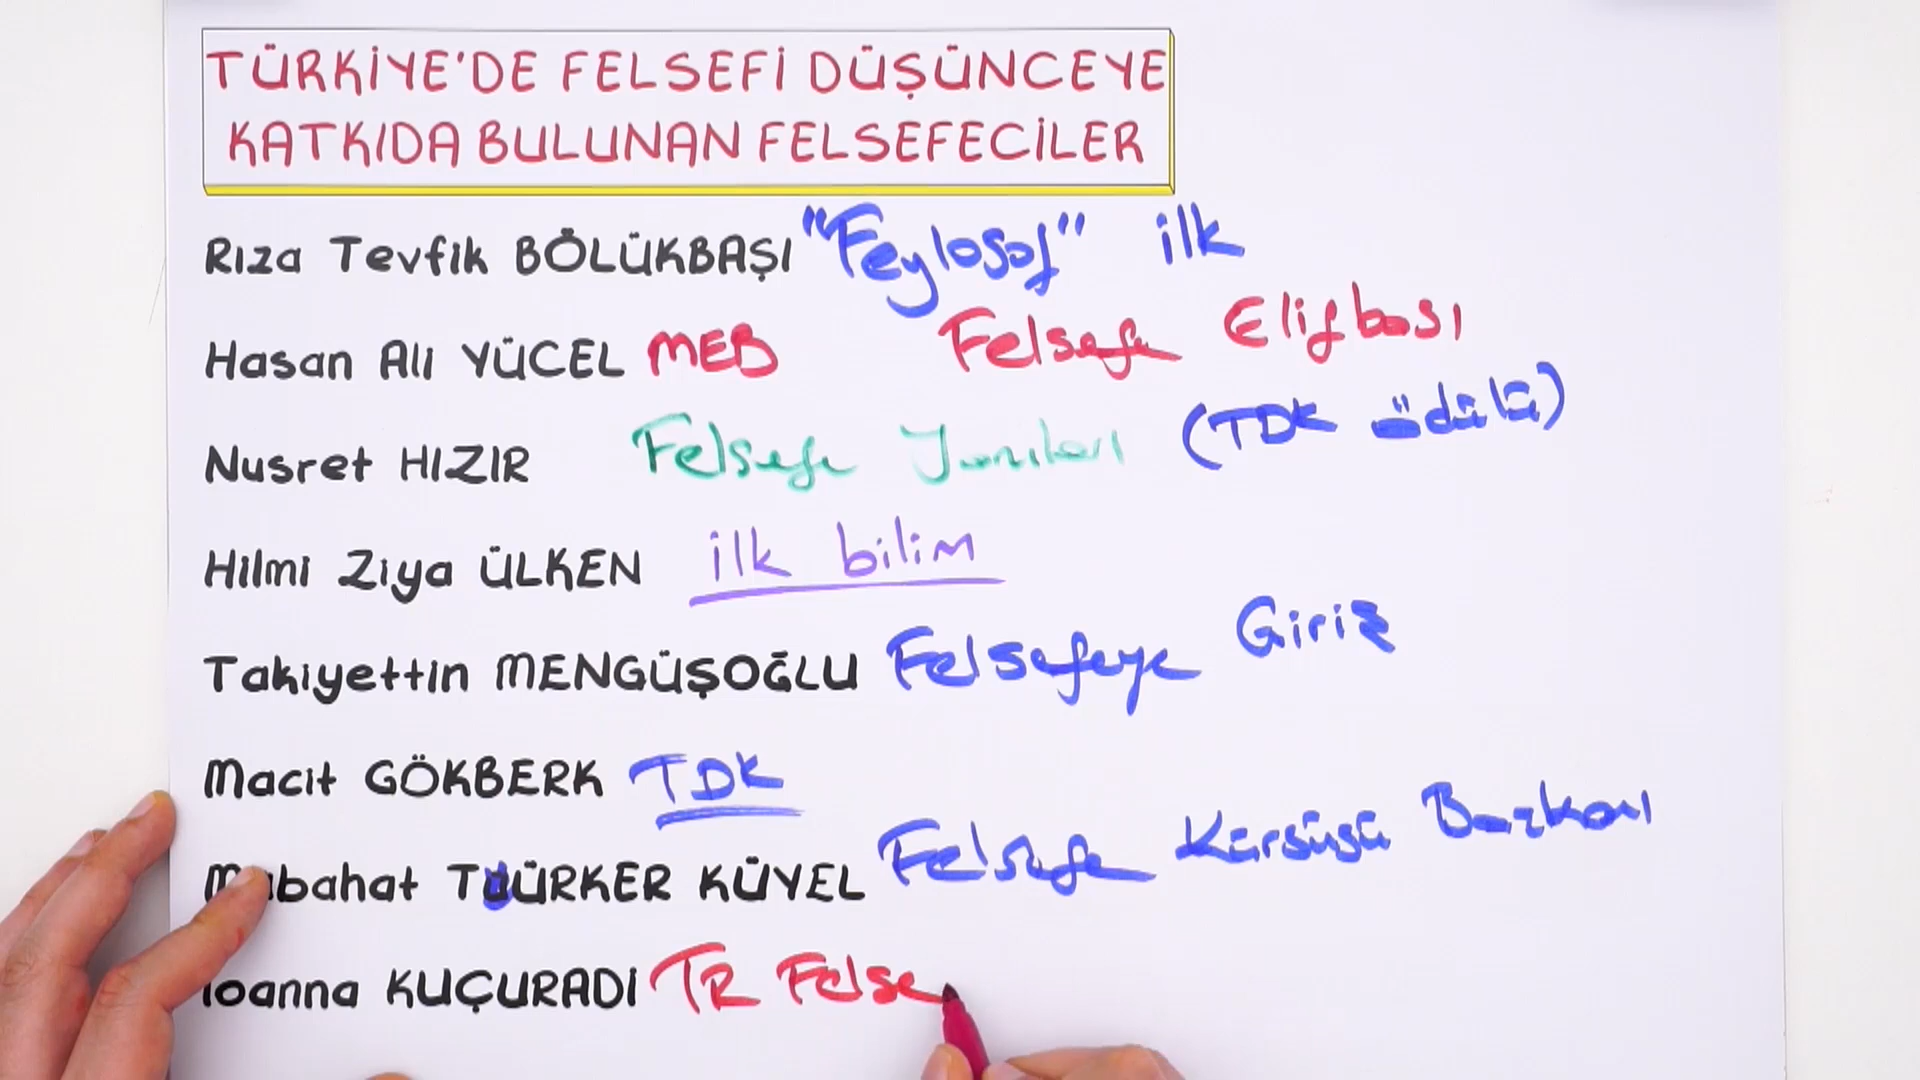 TÜRKİYE'DE FELSEFİ DÜŞÜNCEYE
KATKIDA BULUNAN FELSEFECİLER
Rıza Tevfik BÖLÜKBAŞI "Feylosof" ilk
Hasan Ali YÜCEL MEB Felsefe Elifbası
Nusret HIZIR Felsefe Yazıları (TDK ödülü)
Hilmi Ziya ÜLKEN ilk bilim
Takiyettin MENGÜŞOĞLU Felsefeye Giriş
Macit GÖKBERK TDK
Mubahat TUÜRKER KÜYEL Felsefe Kürsüsü Başkanı
Ioanna KUÇURADI TR Felse